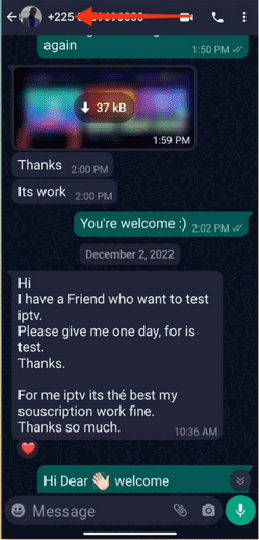 +225
again
1:50 PM
37 kB
1:59 PM
Thanks 2:00 PM
Its work 2:00 PM
You're welcome :) 2:02 PM
December 2, 2022
Hi
I have a Friend who want to test
iptv.
Please give me one day, for is
test.
Thanks.
For me iptv its thé best my
souscription work fine.
Thanks so much. 10:36 AM
Hi Dear 👋🏻 welcome
Message